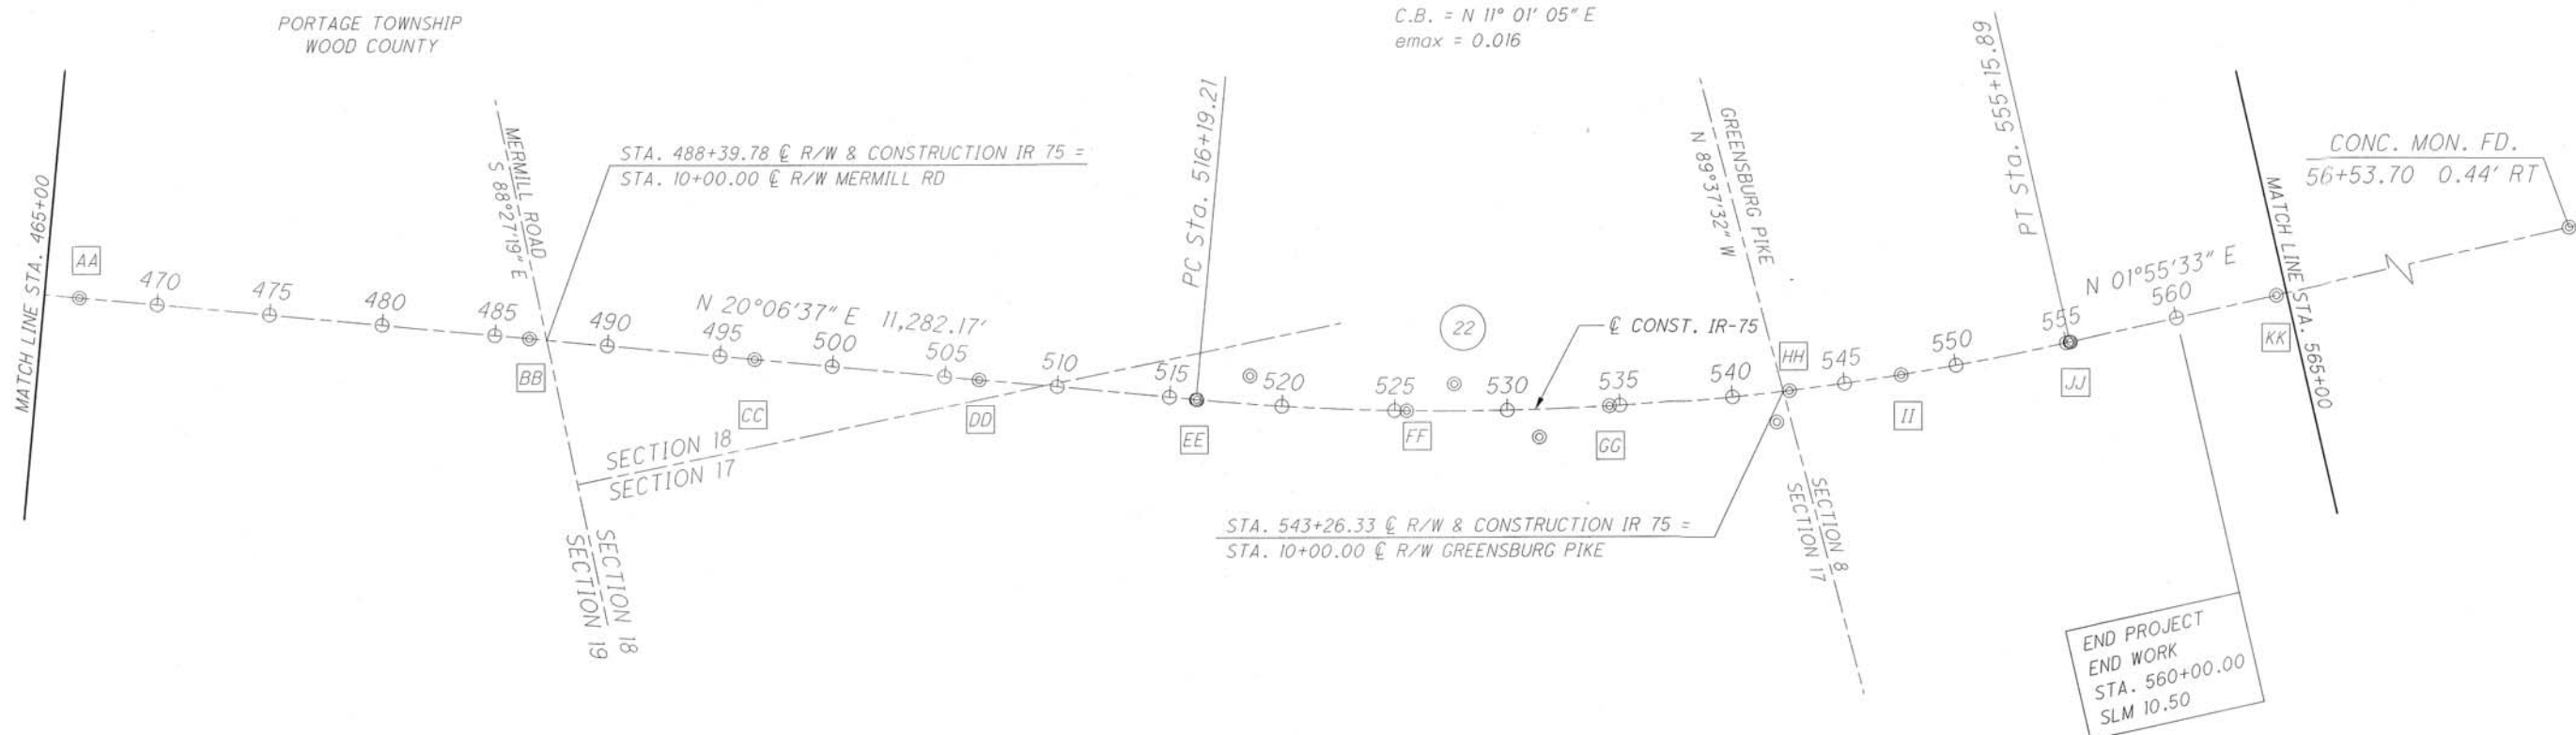 PORTAGE TOWNSHIP
WOOD COUNTY
C.B. = N 11° 01' 05" E
emax = 0.016
MATCH LINE STA. 465+00
AA
470
475
480
485
BB
MERMILL ROAD
S 88°27'19" E
STA. 488+39.78 ℄ R/W & CONSTRUCTION IR 75 =
STA. 10+00.00 ℄ R/W MERMILL RD
490
N 20°06'37" E 11,282.17'
495
CC
500
505
DD
510
515
PC Sta. 516+19.21
EE
520
525
FF
22
530
℄ CONST. IR-75
535
GG
540
GREENSBURG PIKE
N 89°37'32" W
HH
545
II
550
555
PT STA. 555+15.89
JJ
N 01°55'33" E
560
KK
MATCH LINE STA. 565+00
CONC. MON. FD.
56+53.70 0.44' RT
SECTION 18
SECTION 17
SECTION 18
SECTION 19
STA. 543+26.33 ℄ R/W & CONSTRUCTION IR 75 =
STA. 10+00.00 ℄ R/W GREENSBURG PIKE
SECTION 8
SECTION 17
END PROJECT
END WORK
STA. 560+00.00
SLM 10.50